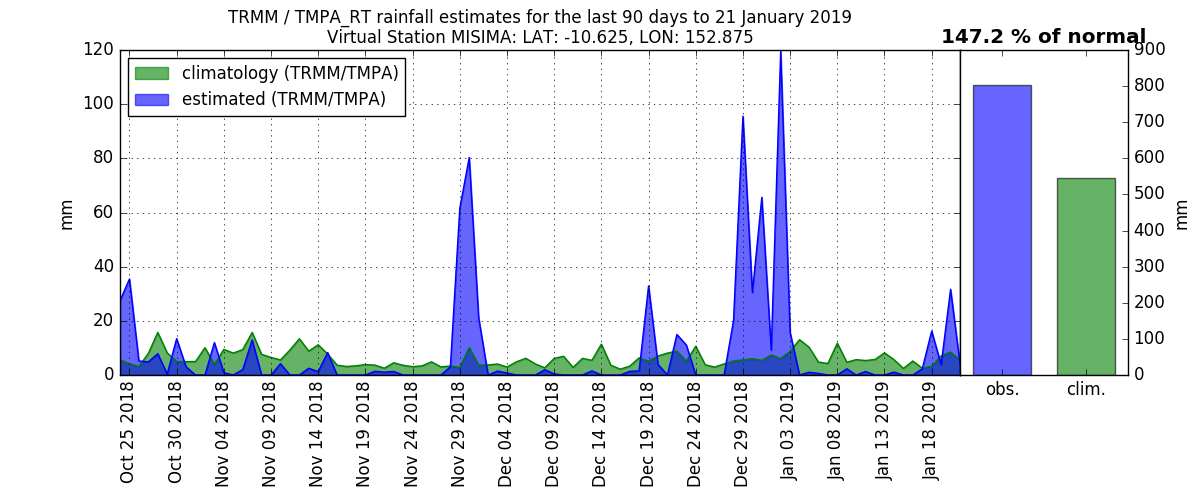 TRMM / TMPA_RT rainfall estimates for the last 90 days to 21 January 2019
Virtual Station MISIMA: LAT: -10.625, LON: 152.875
147.2 % of normal
climatology (TRMM/TMPA)
estimated (TRMM/TMPA)
120
100
80
60
40
20
0
mm
Oct 25 2018
Oct 30 2018
Nov 04 2018
Nov 09 2018
Nov 14 2018
Nov 19 2018
Nov 24 2018
Nov 29 2018
Dec 04 2018
Dec 09 2018
Dec 14 2018
Dec 19 2018
Dec 24 2018
Dec 29 2018
Jan 03 2019
Jan 08 2019
Jan 13 2019
Jan 18 2019
obs.
clim.
900
800
700
600
500
400
300
200
100
0
mm